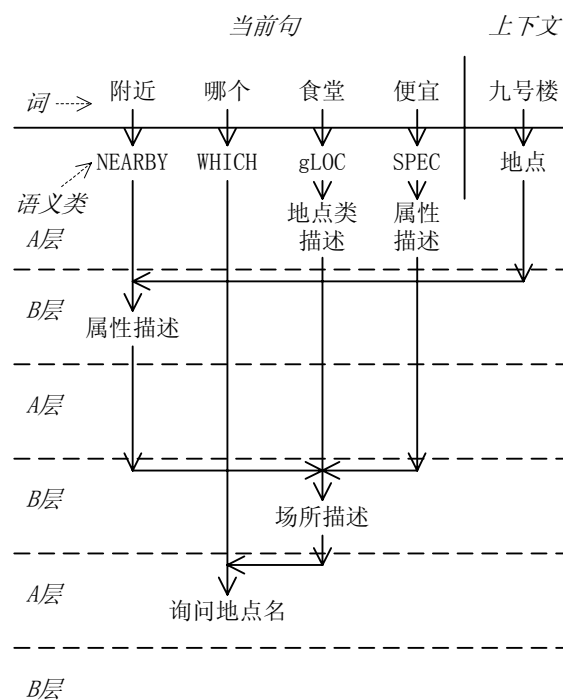 当前句 上下文
词 附近 哪个 食堂 便宜 九号楼
NEARBY WHICH gLOC SPEC 地点
语义类
地点类 属性
描述 描述
A层
B层
属性描述
A层
B层
场所描述
A层
询问地点名
B层